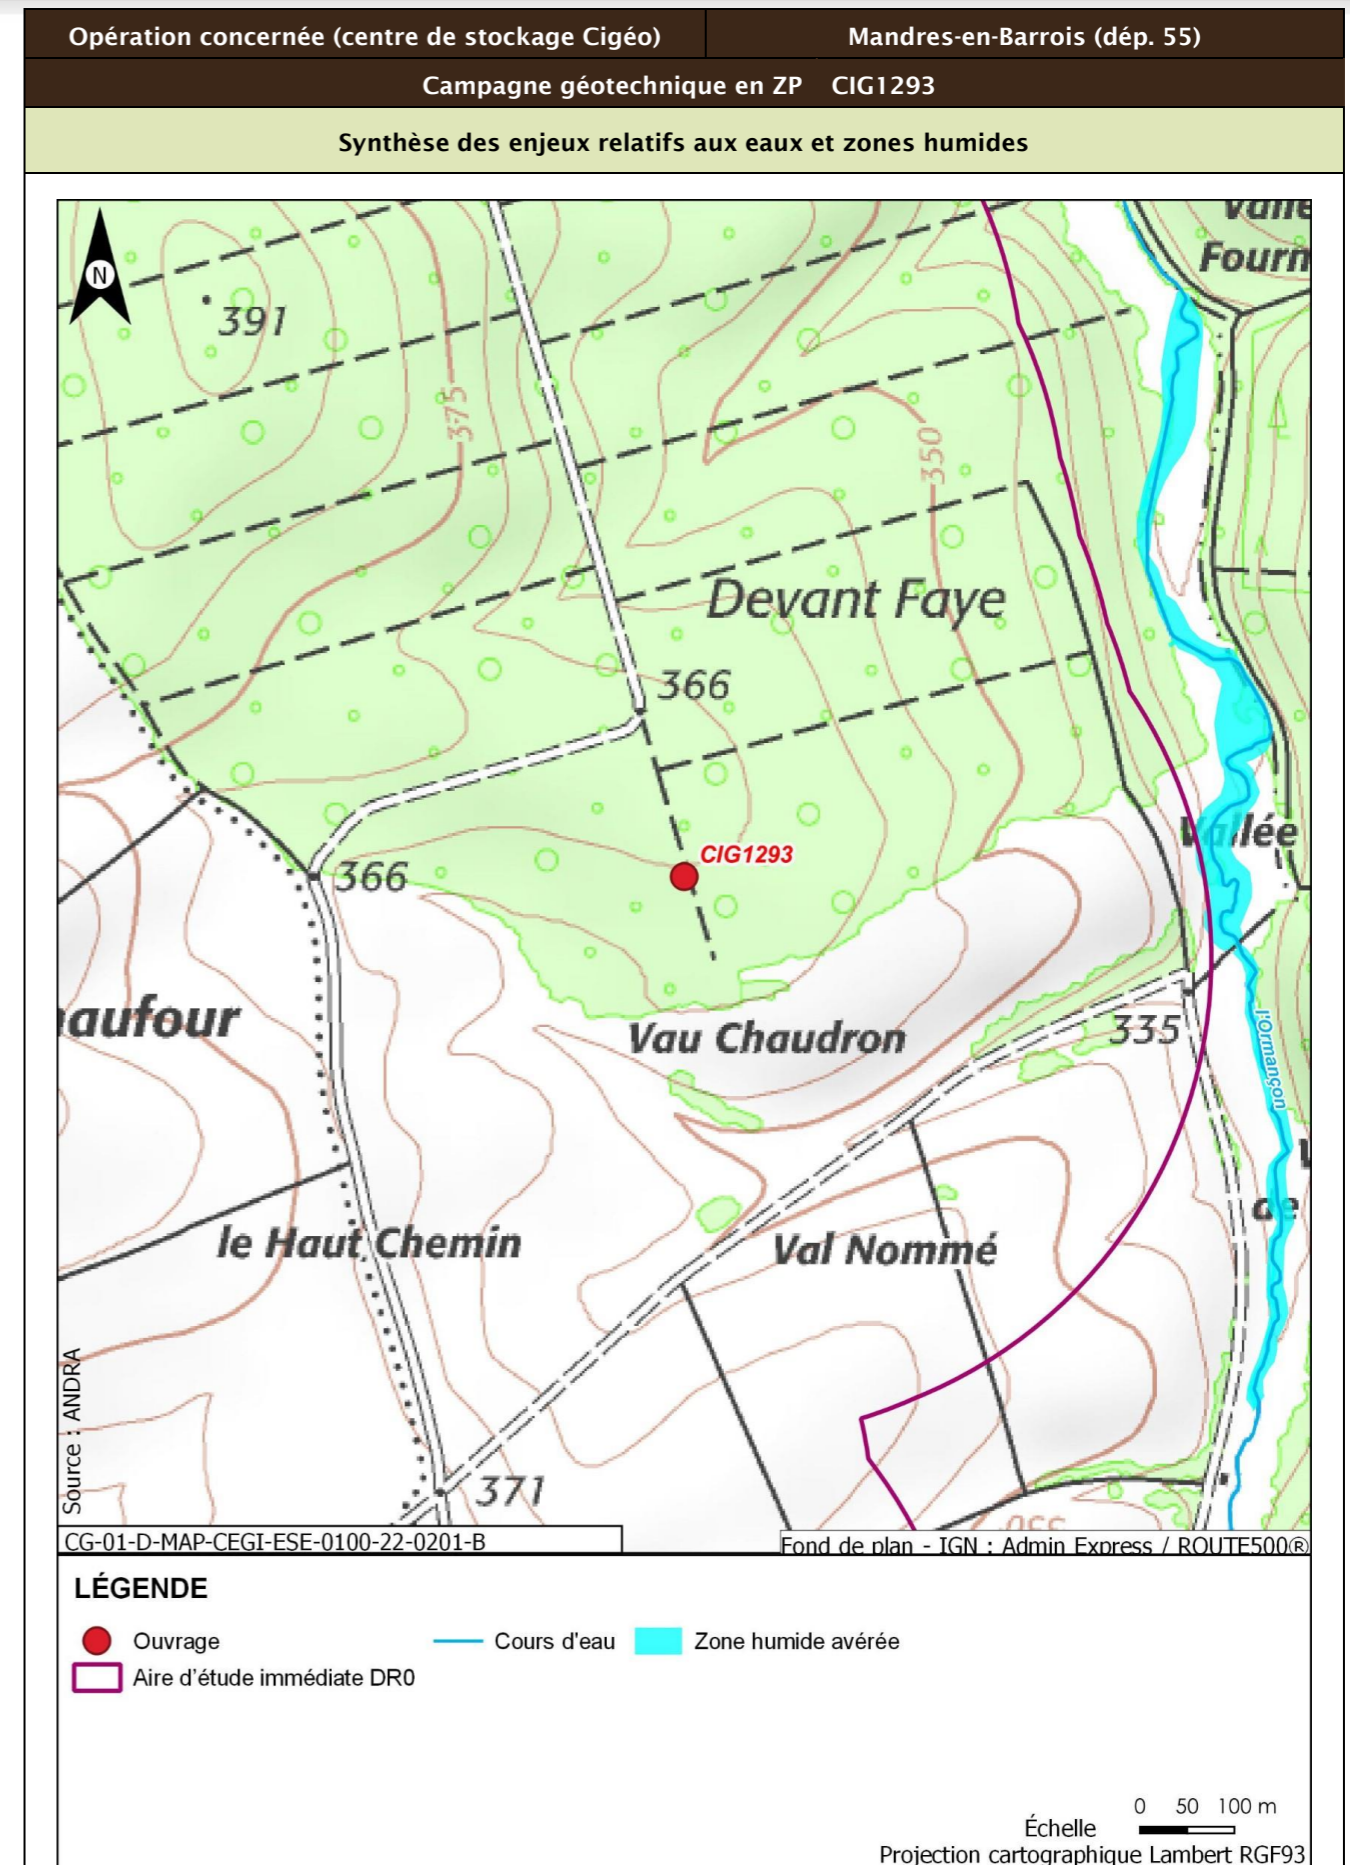 Opération concernée (centre de stockage Cigéo) Mandres-en-Barrois (dép. 55)
Campagne géotechnique en ZP CIG1293
Synthèse des enjeux relatifs aux eaux et zones humides
N
Fourn
391
375
350
Devant Faye
366
Vallée
CIG1293
366
aufour
Vau Chaudron
335
l'Ormançon
le Haut Chemin
Val Nommé
de
371
Source : ANDRA
CG-01-D-MAP-CEGI-ESE-0100-22-0201-B
Fond de plan - IGN : Admin Express / ROUTE500®
LÉGENDE
Ouvrage
Cours d'eau
Zone humide avérée
Aire d'étude immédiate DR0
0 50 100 m
Échelle
Projection cartographique Lambert RGF93